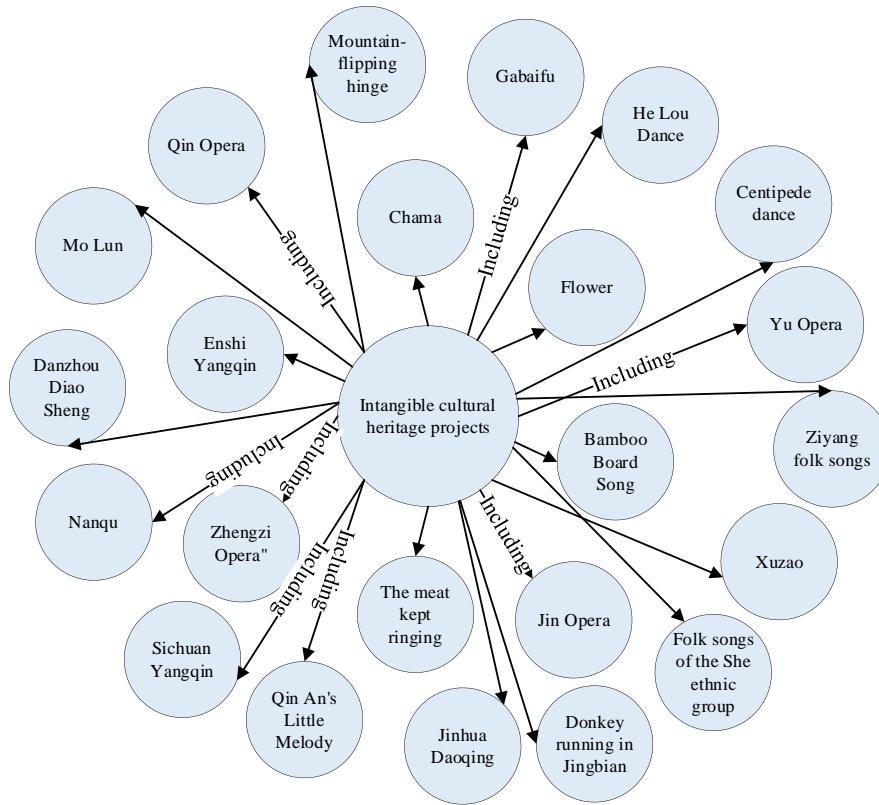 Mountain-
flipping
hinge
Gabaifu
He Lou
Dance
Qin Opera
Centipede
dance
Chama
Including
Mo Lun
Including
Flower
Yu Opera
Enshi
Yangqin
Including
Danzhou
Diao
Sheng
Intangible cultural
heritage projects
Ziyang
folk songs
Bamboo
Board
Song
Including
Including
Nanqu
Zhengzi
Opera"
Including
Including
Including
Xuzao
The meat
kept
ringing
Jin Opera
Sichuan
Yangqin
Folk songs
of the She
ethnic
group
Qin An's
Little
Melody
Jinhua
Daoqing
Donkey
running in
Jingbian